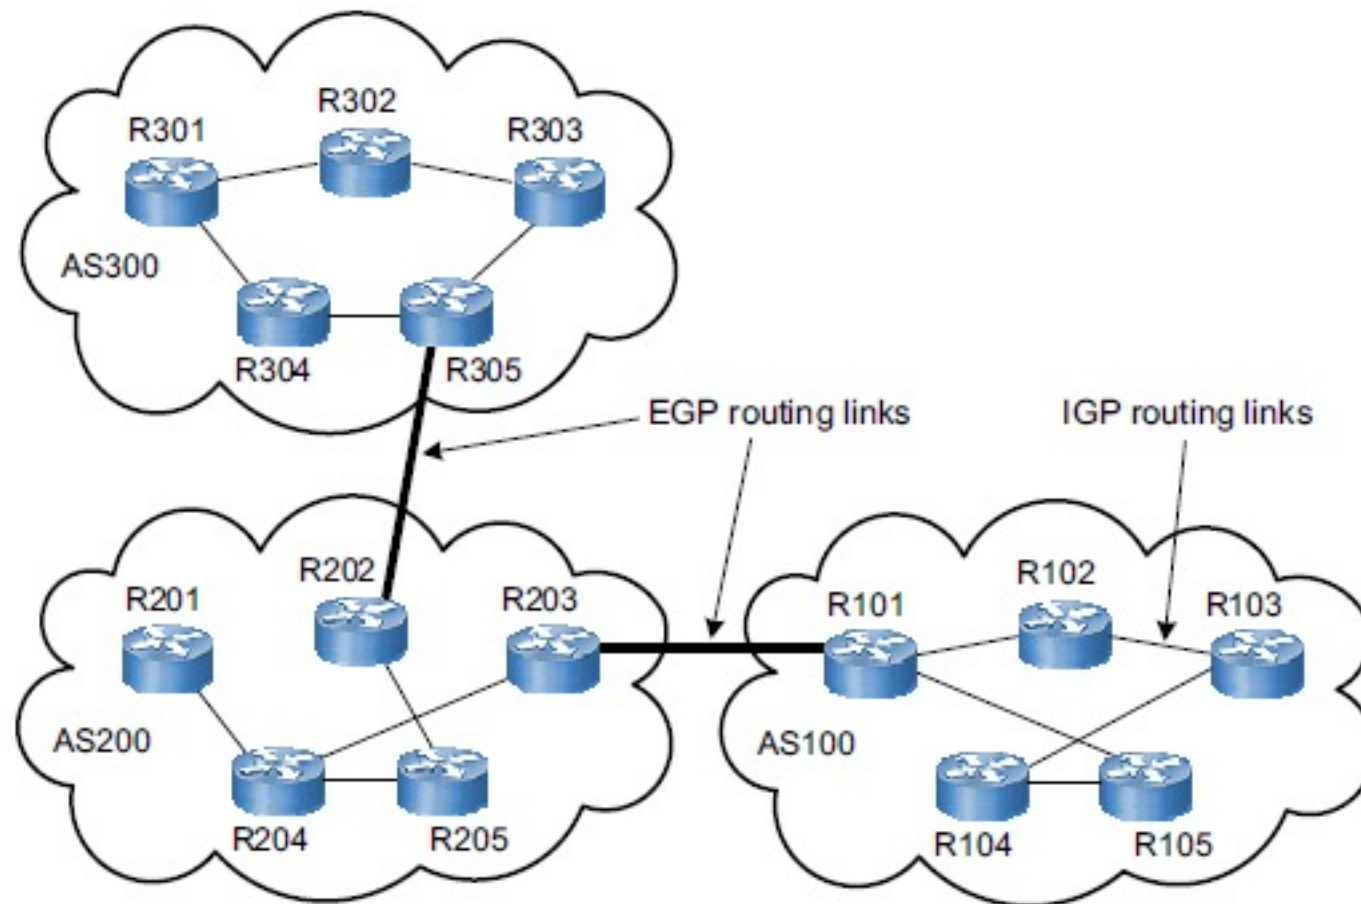 R302
R301
R303
AS300
R304
R305
EGP routing links
IGP routing links
R202
R201
R203
AS200
R204
R205
R102
R101
R103
AS100
R104
R105